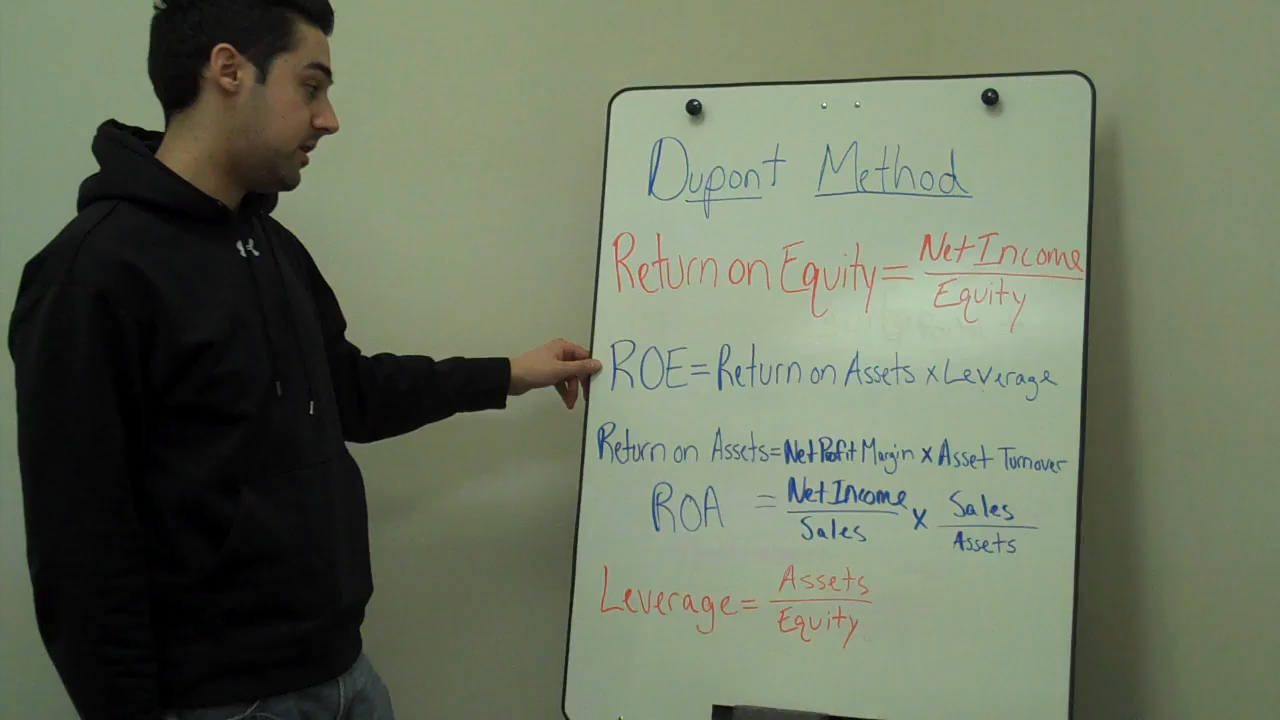 Dupont Method
Return on Equity = Net Income / Equity
ROE = Return on Assets x Leverage
Return on Assets = Net Profit Margin x Asset Turnover
ROA = Net Income / Sales x Sales / Assets
Leverage = Assets / Equity